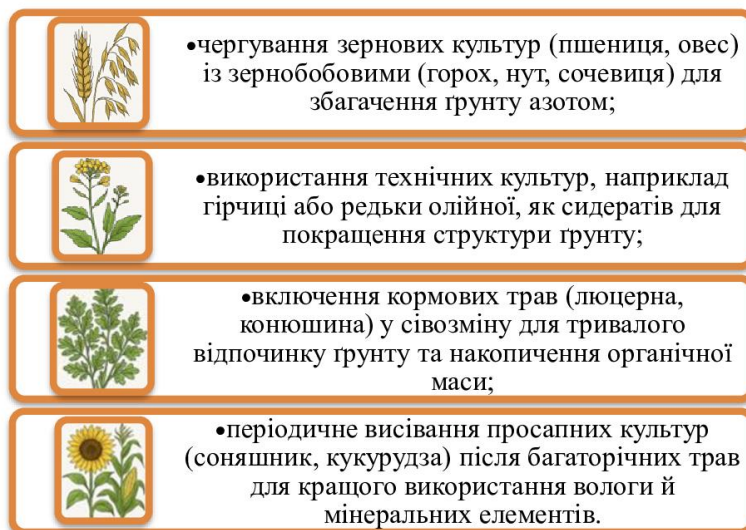 •чергування зернових культур (пшениця, овес)
із зернобобовими (горох, нут, сочевиця) для
збагачення ґрунту азотом;
•використання технічних культур, наприклад
гірчиці або редьки олійної, як сидератів для
покращення структури ґрунту;
•включення кормових трав (люцерна,
конюшина) у сівозміну для тривалого
відпочинку ґрунту та накопичення органічної
маси;
•періодичне висівання просапних культур
(соняшник, кукурудза) після багаторічних трав
для кращого використання вологи й
мінеральних елементів.